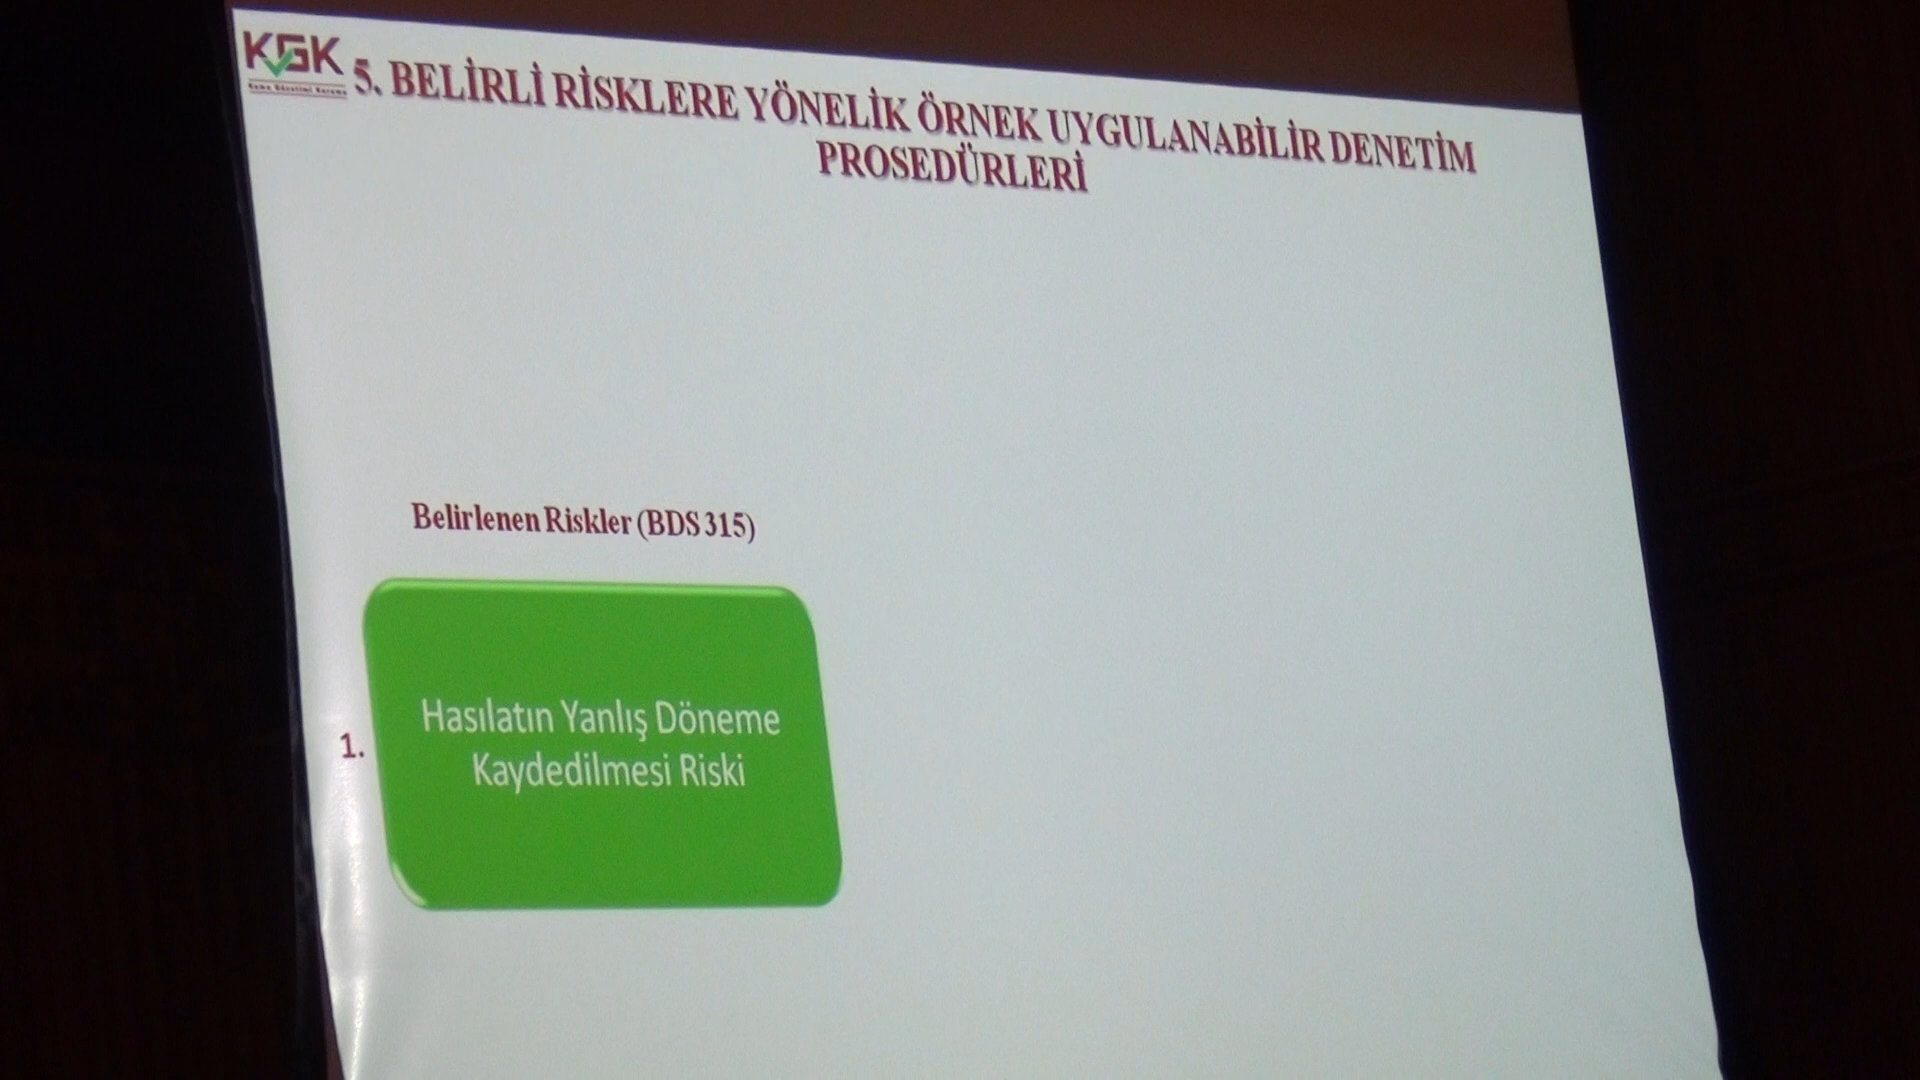 KGK
5. BELİRLİ RİSKLERE YÖNELİK ÖRNEK UYGULANABİLİR DENETİM
PROSEDÜRLERİ
Belirlenen Riskler (BDS 315)
1.
Hasılatın Yanlış Döneme
Kaydedilmesi Riski